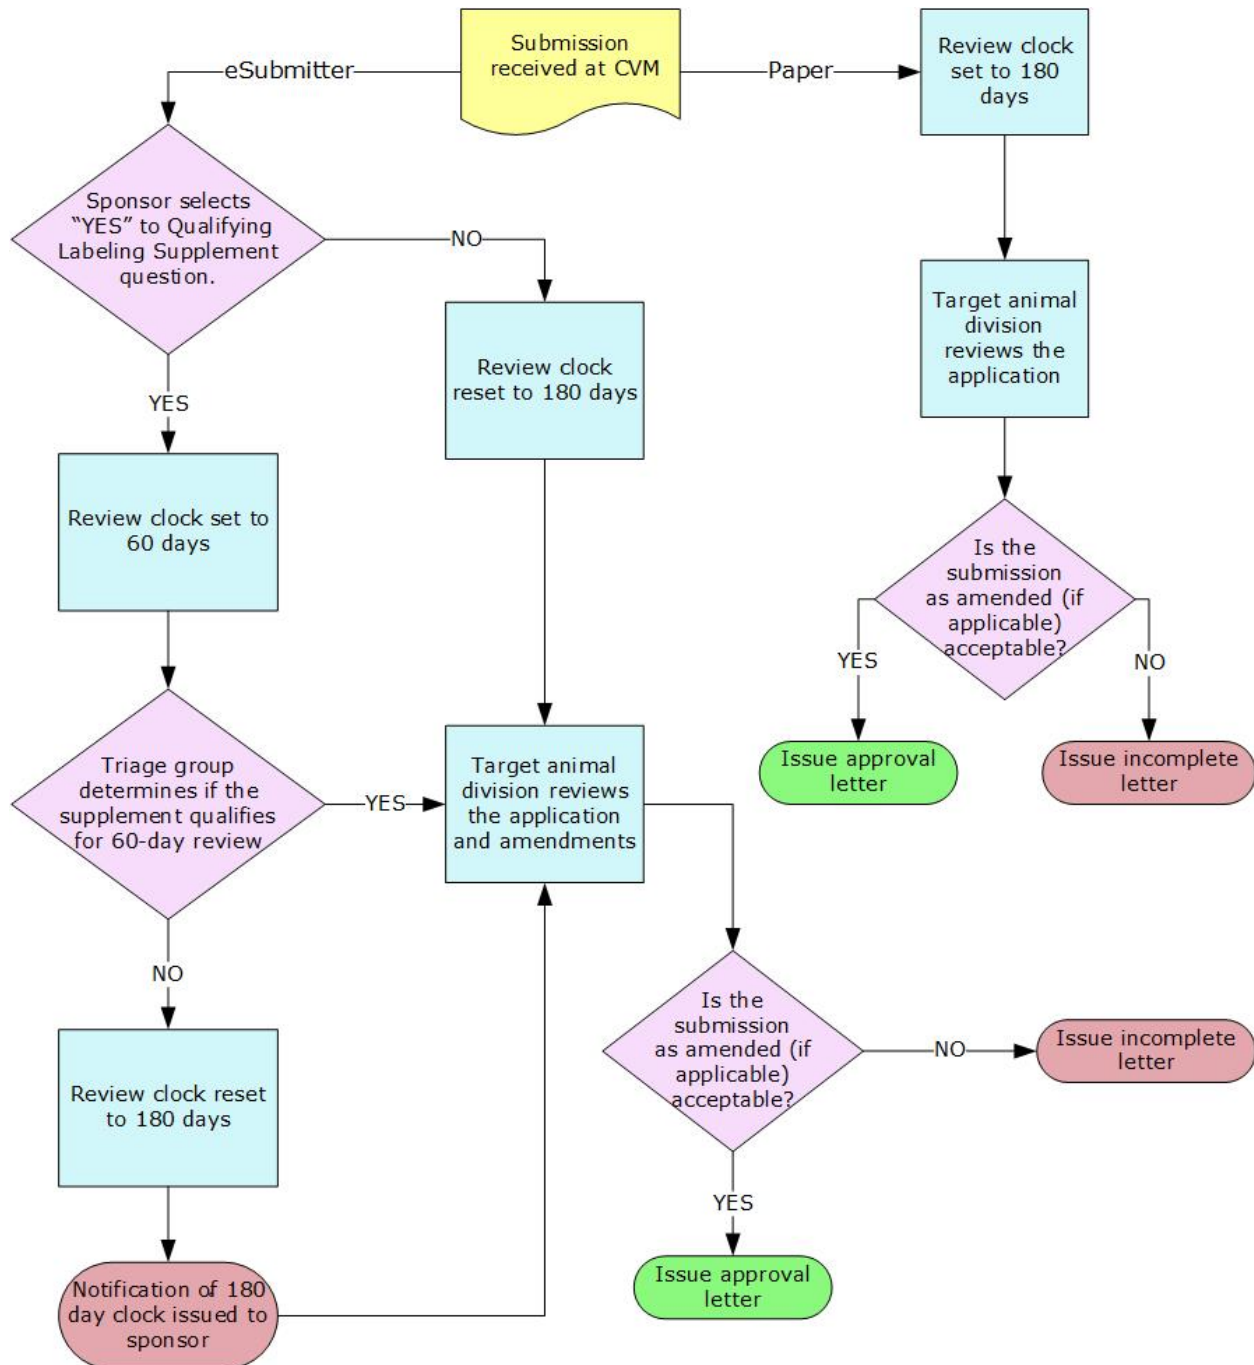 Submission
received at CVM
eSubmitter
Paper
Review clock
set to 180
days
Sponsor selects
“YES” to Qualifying
Labeling Supplement
question.
NO
Review clock
reset to 180 days
Target animal
division
reviews the
application
YES
Review clock set to
60 days
Is the
submission
as amended (if
applicable)
acceptable?
YES
NO
Issue approval
letter
Issue incomplete
letter
Triage group
determines if the
supplement qualifies
for 60-day review
YES
Target animal
division reviews
the application
and amendments
NO
Review clock reset
to 180 days
Is the
submission
as amended (if
applicable)
acceptable?
NO
Issue incomplete
letter
YES
Issue approval
letter
Notification of 180
day clock issued to
sponsor